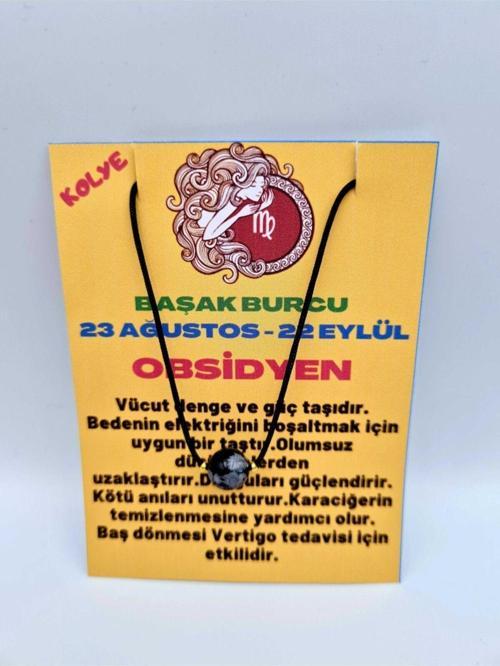 KOLYE
BAŞAK BURCU
23 AĞUSTOS - 22 EYLÜL
OBSİDYEN
Vücut denge ve güç taşıdır.
Bedenin elektriğini boşaltmak için
uygun bir taştır.Olumsuz
uzaklaştırır. güçlendirir.
Kötü anıları unutturur.Karaciğerin
temizlenmesine yardımcı olur.
Baş dönmesi Vertigo tedavisi için
etkilidir.